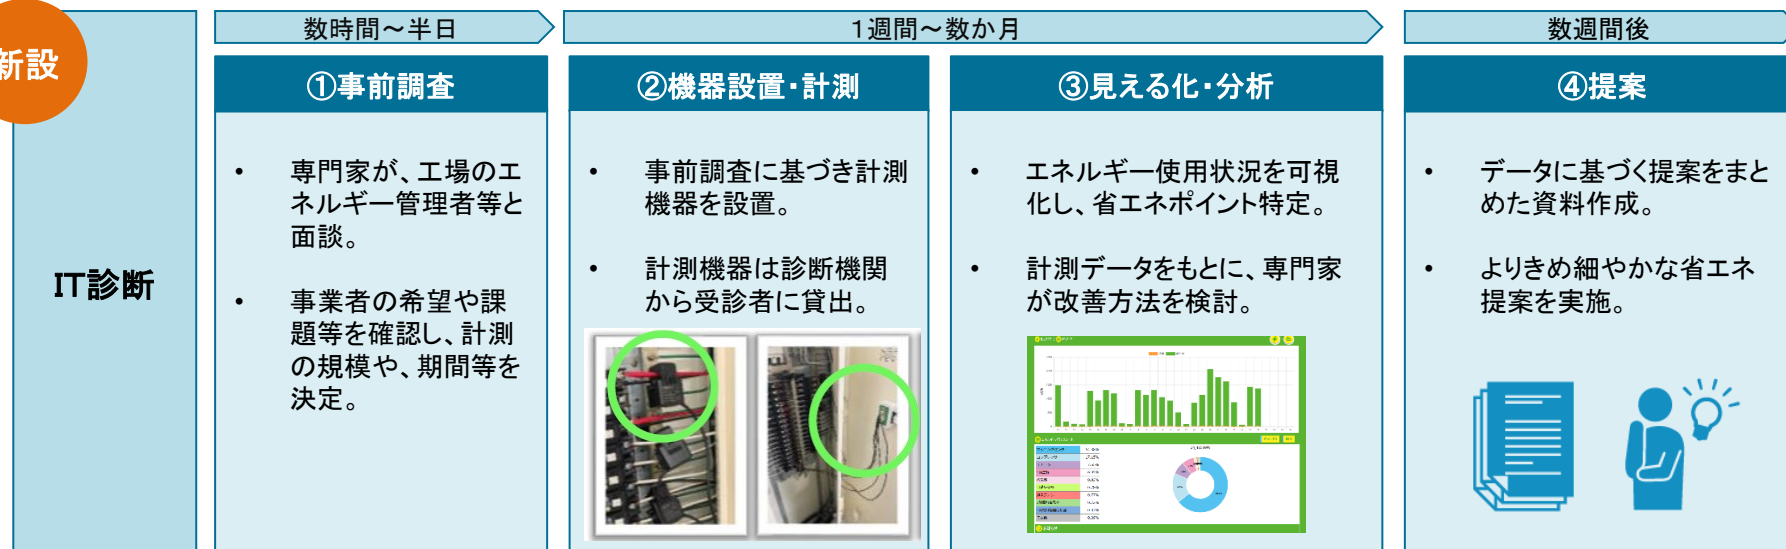 新設
IT診断
数時間～半日
１週間～数か月
数週間後
①事前調査
• 専門家が、工場のエ
ネルギー管理者等と
面談。
• 事業者の希望や課
題等を確認し、計測
の規模や、期間等を
決定。
②機器設置・計測
• 事前調査に基づき計測
機器を設置。
• 計測機器は診断機関
から受診者に貸出。
③見える化・分析
• エネルギー使用状況を可視
化し、省エネポイント特定。
• 計測データをもとに、専門家
が改善方法を検討。
④提案
• データに基づく提案をまと
めた資料作成。
• よりきめ細やかな省エネ
提案を実施。